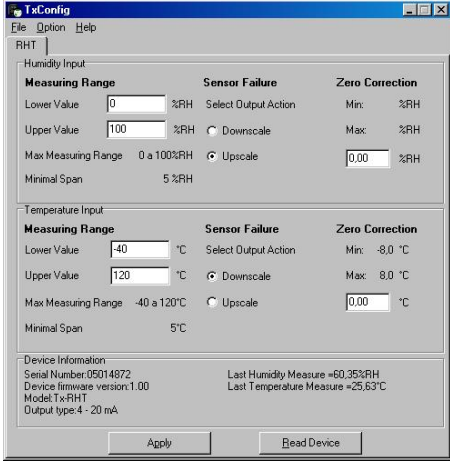 TxConfig
File Option Help
RHT
Humidity Input
Measuring Range Sensor Failure Zero Correction
Lower Value 0 %RH Select Output Action Min: %RH
Upper Value 100 %RH Downscale Max: %RH
Max Measuring Range 0 a 100%RH Upscale 0,00 %RH
Minimal Span 5 %RH
Temperature Input
Measuring Range Sensor Failure Zero Correction
Lower Value -40 °C Select Output Action Min: -8,0 °C
Upper Value 120 °C Downscale Max: 8,0 °C
Max Measuring Range -40 a 120°C Upscale 0,00 °C
Minimal Span 5°C
Device Information
Serial Number:05014872 Last Humidity Measure =60,35%RH
Device firmware version:1.00 Last Temperature Measure =25,63°C
Model:Tx-RHT
Output type:4 - 20 mA
Apply Read Device